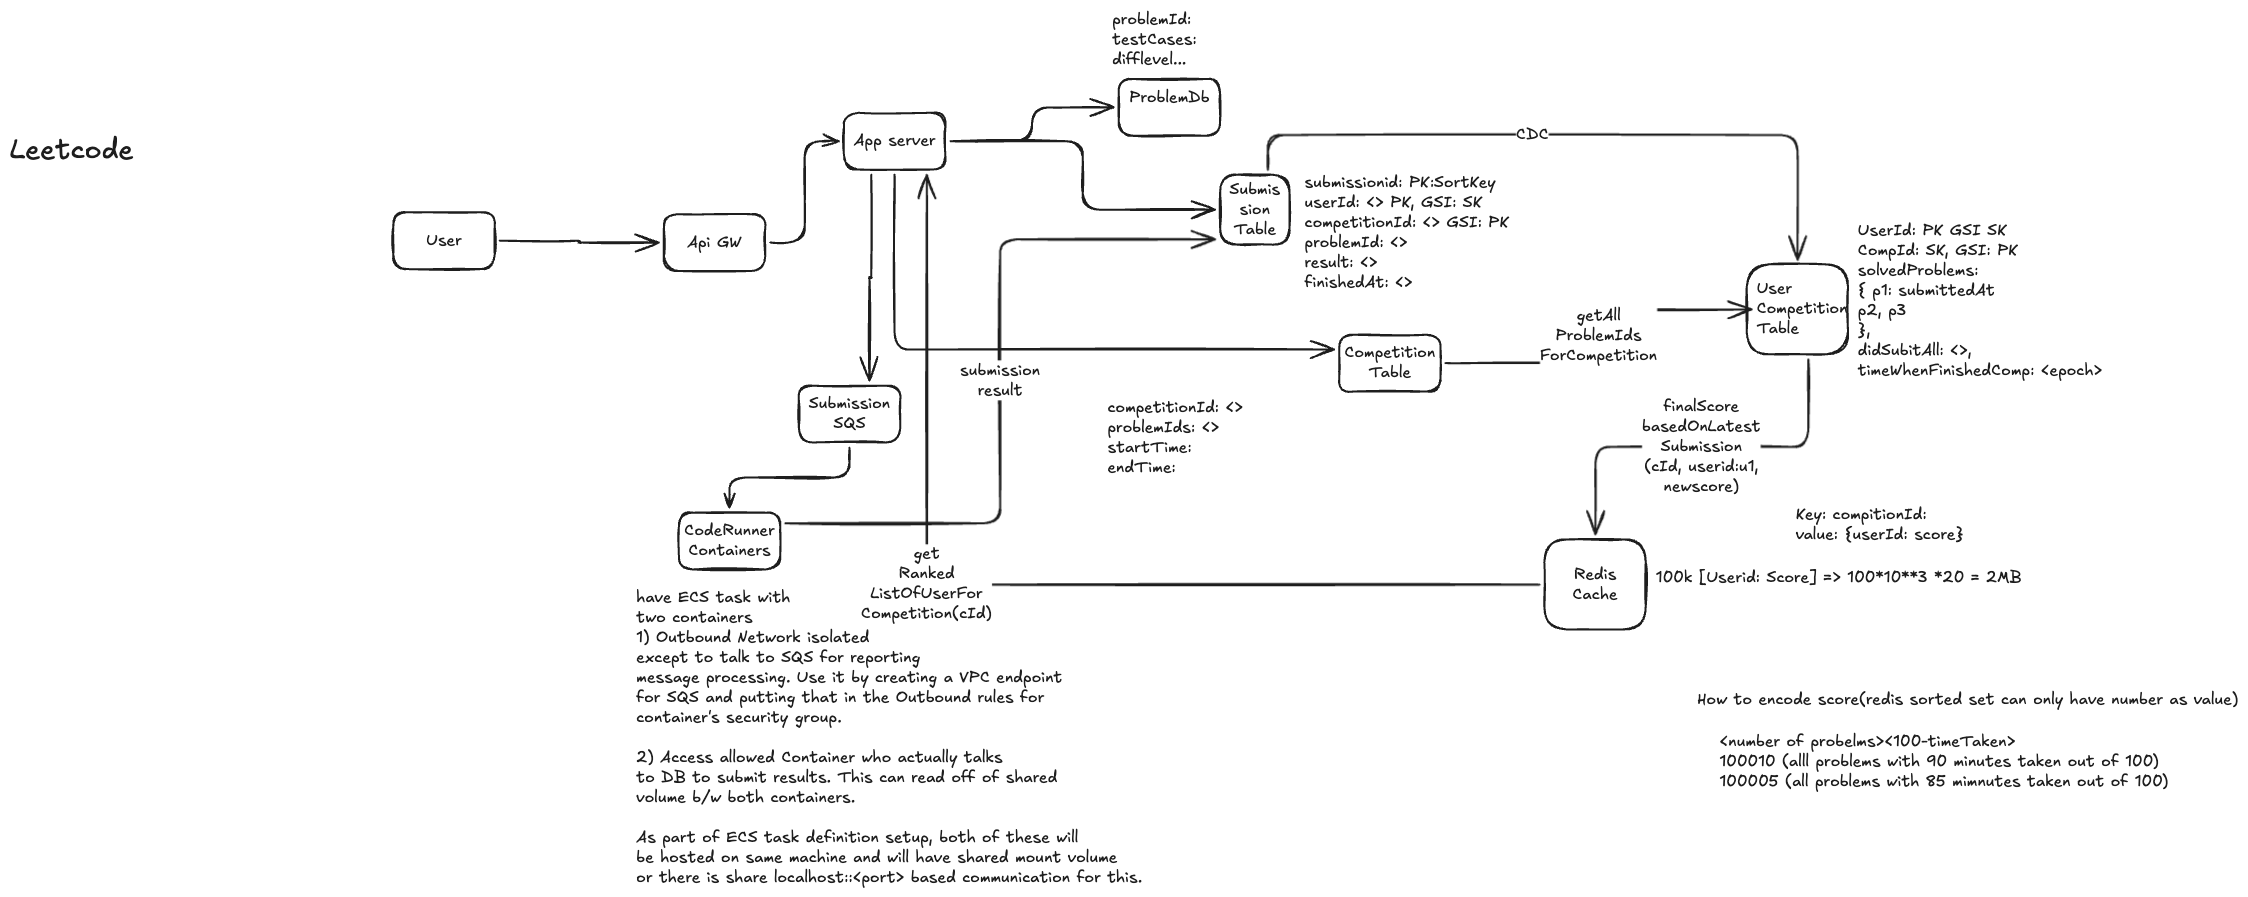 Leetcode
User
Api GW
App server
problemId:
testCases:
difflevel...
ProblemDb
Submis
sion
Table
submissionid: PK:SortKey
userId: <> PK, GSI: SK
competitionId: <> GSI: PK
problemId: <>
result: <>
finishedAt: <>
CDC
UserId: PK GSI SK
CompId: SK, GSI: PK
solvedProblems:
{ p1: submittedAt
p2, p3
},
didSubitAll: <>,
timeWhenFinishedComp: <epoch>
User
Competition
Table
getAll
ProblemIds
ForCompetition
Competition
Table
competitionId: <>
problemIds: <>
startTime:
endTime:
submission
result
Submission
SQS
CodeRunner
Containers
get
Ranked
ListOfUserFor
Competition(cId)
finalScore
basedOnLatest
Submission
(cId, userid:u1,
newscore)
Key: compitionId:
value: {userId: score}
Redis
Cache
100k [Userid: Score] => 100*10**3 *20 = 2MB
have ECS task with
two containers
1) Outbound Network isolated
except to talk to SQS for reporting
message processing. Use it by creating a VPC endpoint
for SQS and putting that in the Outbound rules for
container's security group.
2) Access allowed Container who actually talks
to DB to submit results. This can read off of shared
volume b/w both containers.
As part of ECS task definition setup, both of these will
be hosted on same machine and will have shared mount volume
or there is share localhost::<port> based communication for this.
How to encode score(redis sorted set can only have number as value)
<number of probelms><100-timeTaken>
100010 (alll problems with 90 minutes taken out of 100)
100005 (all problems with 85 mimnutes taken out of 100)